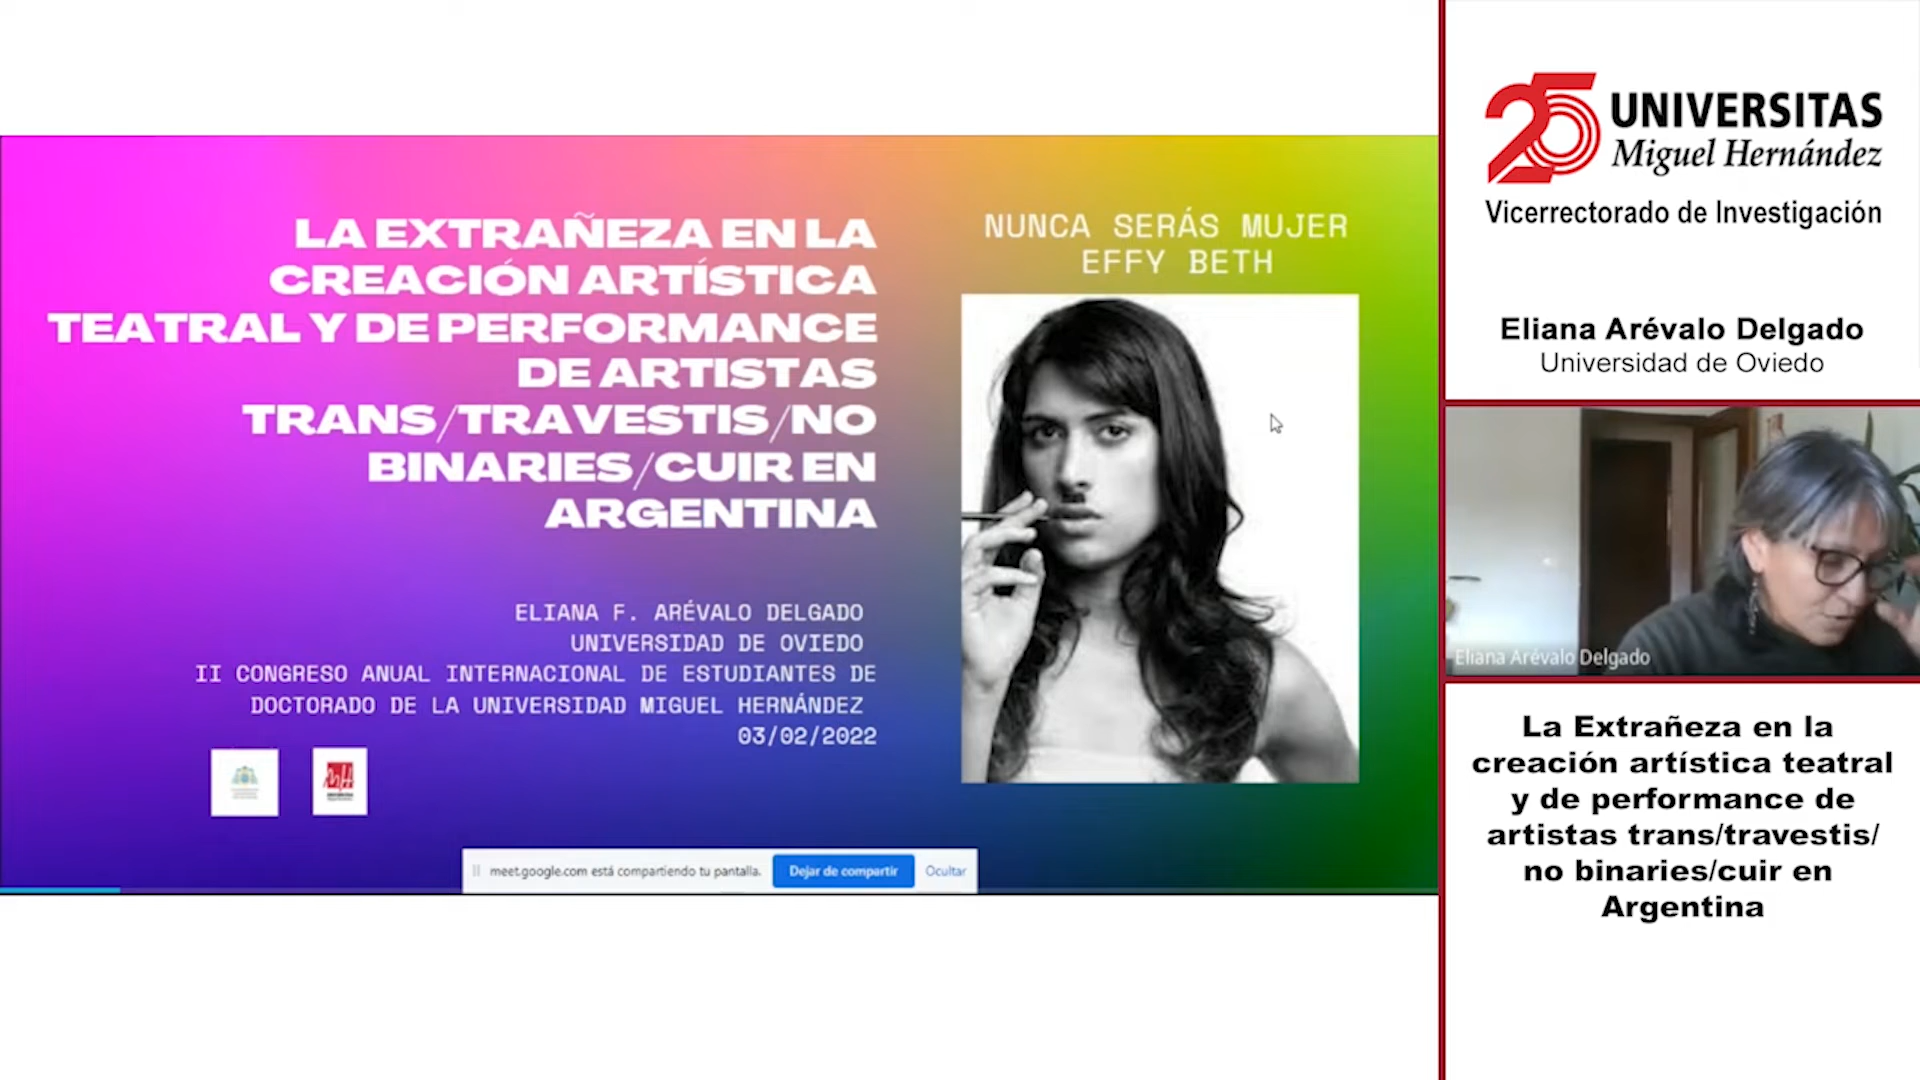 LA EXTRAÑEZA EN LA
CREACIÓN ARTÍSTICA
TEATRAL Y DE PERFORMANCE
DE ARTISTAS
TRANS/TRAVESTIS/NO
BINARIES/CUIR EN
ARGENTINA
ELIANA F. ARÉVALO DELGADO
UNIVERSIDAD DE OVIEDO
II CONGRESO ANUAL INTERNACIONAL DE ESTUDIANTES DE
DOCTORADO DE LA UNIVERSIDAD MIGUEL HERNÁNDEZ
03/02/2022
NUNCA SERÁS MUJER
EFFY BETH
meet.google.com está compartiendo tu pantalla.
Dejar de compartir
Ocultar
25 UNIVERSITAS
Miguel Hernández
Vicerrectorado de Investigación
Eliana Arévalo Delgado
Universidad de Oviedo
Eliana Arévalo Delgado
La Extrañeza en la
creación artística teatral
y de performance de
artistas trans/travestis/
no binaries/cuir en
Argentina